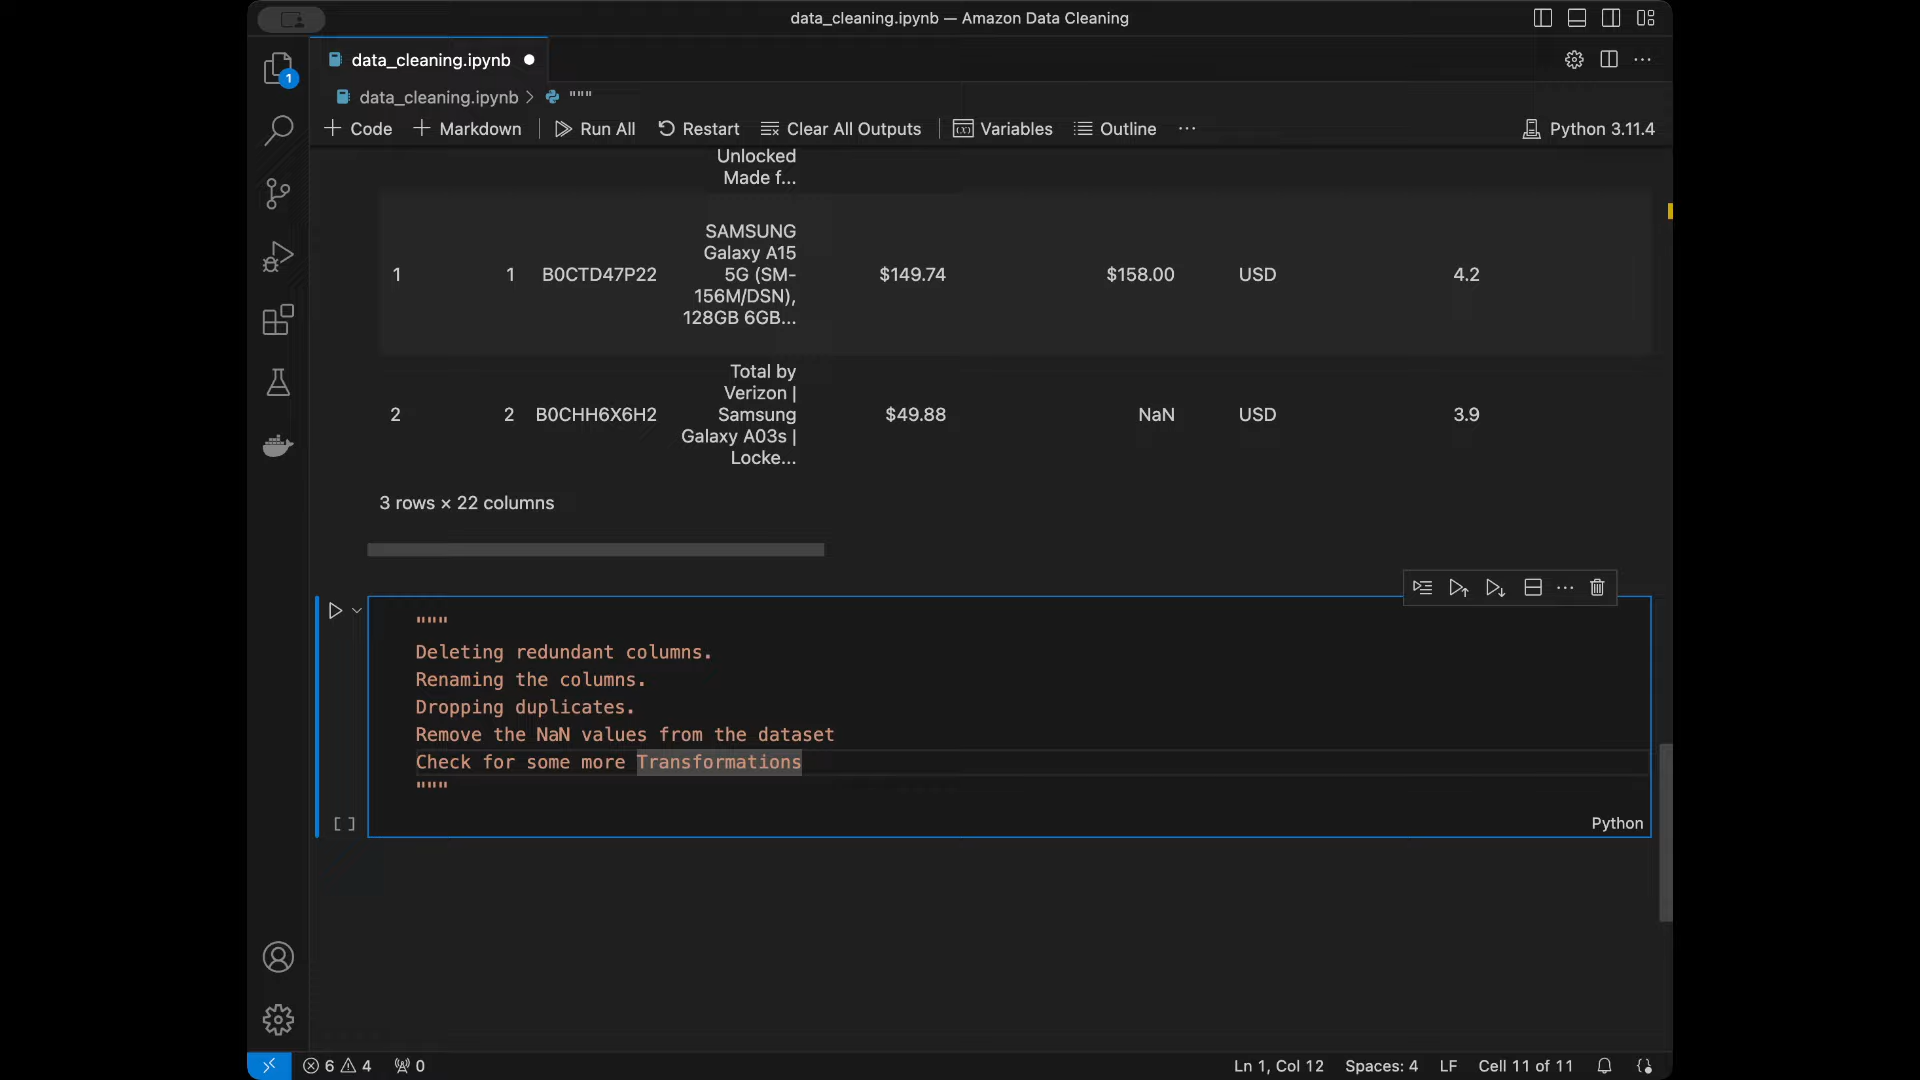 data_cleaning.ipynb — Amazon Data Cleaning
data_cleaning.ipynb
1
data_cleaning.ipynb > """
Code Markdown Run All Restart Clear All Outputs Variables Outline ... Python 3.11.4
Unlocked
Made f...
SAMSUNG
Galaxy A15
5G (SM-
156M/DSN),
128GB 6GB...
1 1 B0CTD47P22 $149.74 $158.00 USD 4.2
Total by
Verizon |
Samsung
Galaxy A03s |
Locke...
2 2 B0CHH6X6H2 $49.88 NaN USD 3.9
3 rows × 22 columns
"""
Deleting redundant columns.
Renaming the columns.
Dropping duplicates.
Remove the NaN values from the dataset
Check for some more Transformations
"""
[ ]
Python
6 4 0 Ln 1, Col 12 Spaces: 4 LF Cell 11 of 11